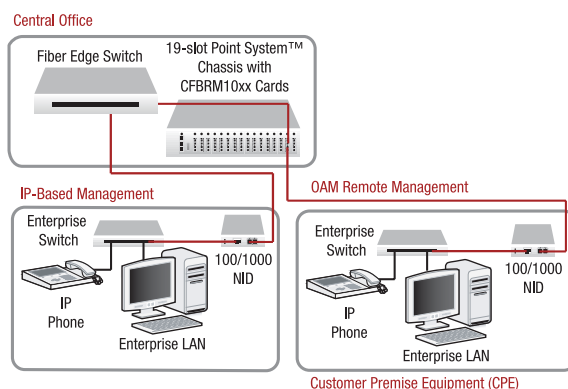 Central Office
Fiber Edge Switch
19-slot Point System™
Chassis with
CFBRM10xx Cards
IP-Based Management
Enterprise
Switch
100/1000
NID
IP
Phone
Enterprise LAN
OAM Remote Management
Enterprise
Switch
100/1000
NID
IP
Phone
Enterprise LAN
Customer Premise Equipment (CPE)